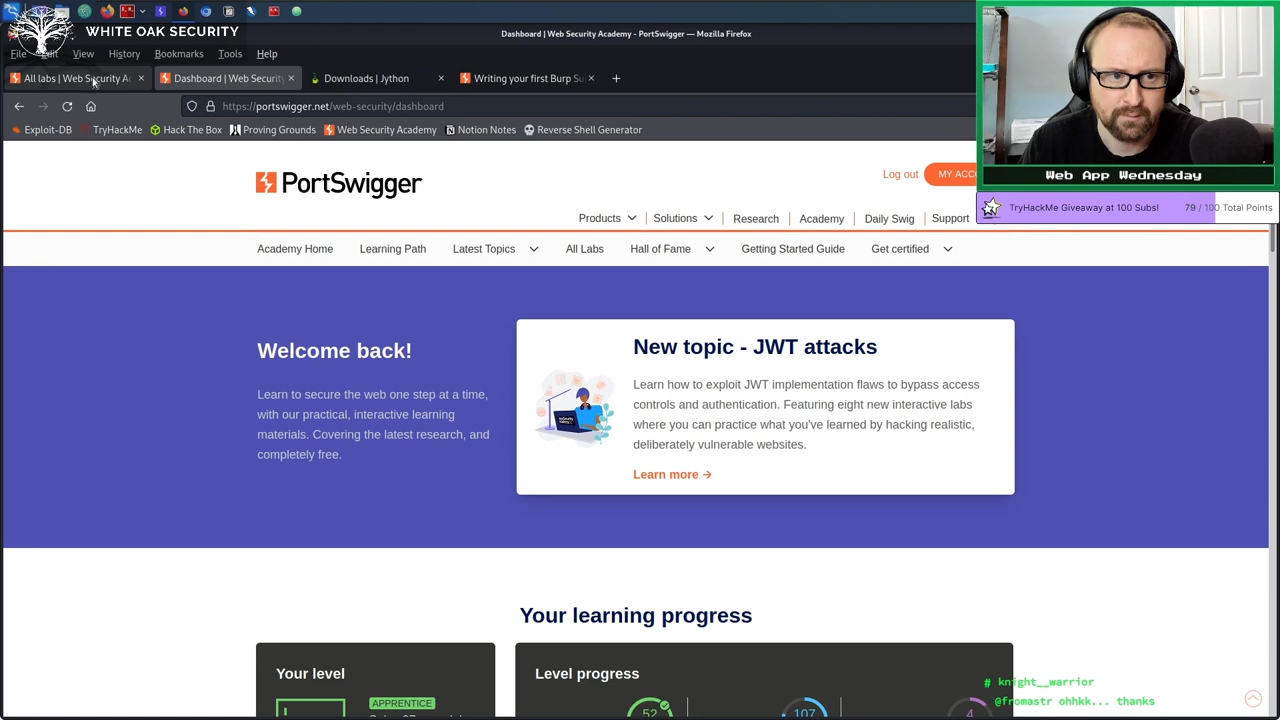 WHITE OAK SECURITY
Dashboard | Web Security Academy - PortSwigger — Mozilla Firefox
File Edit View History Bookmarks Tools Help
All labs | Web Security Ac
Dashboard | Web Security
Downloads | Jython
Writing your first Burp Su
https://portswigger.net/web-security/dashboard
Exploit-DB TryHackMe Hack The Box Proving Grounds Web Security Academy Notion Notes Reverse Shell Generator
Web App Wednesday
TryHackMe Giveaway at 100 Subs! 79 / 100 Total Points
PortSwigger
Log out MY ACCO
Products Solutions Research Academy Daily Swig Support
Academy Home Learning Path Latest Topics All Labs Hall of Fame Getting Started Guide Get certified
Welcome back!
Learn to secure the web one step at a time,
with our practical, interactive learning
materials. Covering the latest research, and
completely free.
New topic - JWT attacks
Learn how to exploit JWT implementation flaws to bypass access
controls and authentication. Featuring eight new interactive labs
where you can practice what you've learned by hacking realistic,
deliberately vulnerable websites.
Learn more →
Your learning progress
Your level
APPRENTICE
Level progress
52 107 4
# knight__warrior
@fromastr ohhkk... thanks